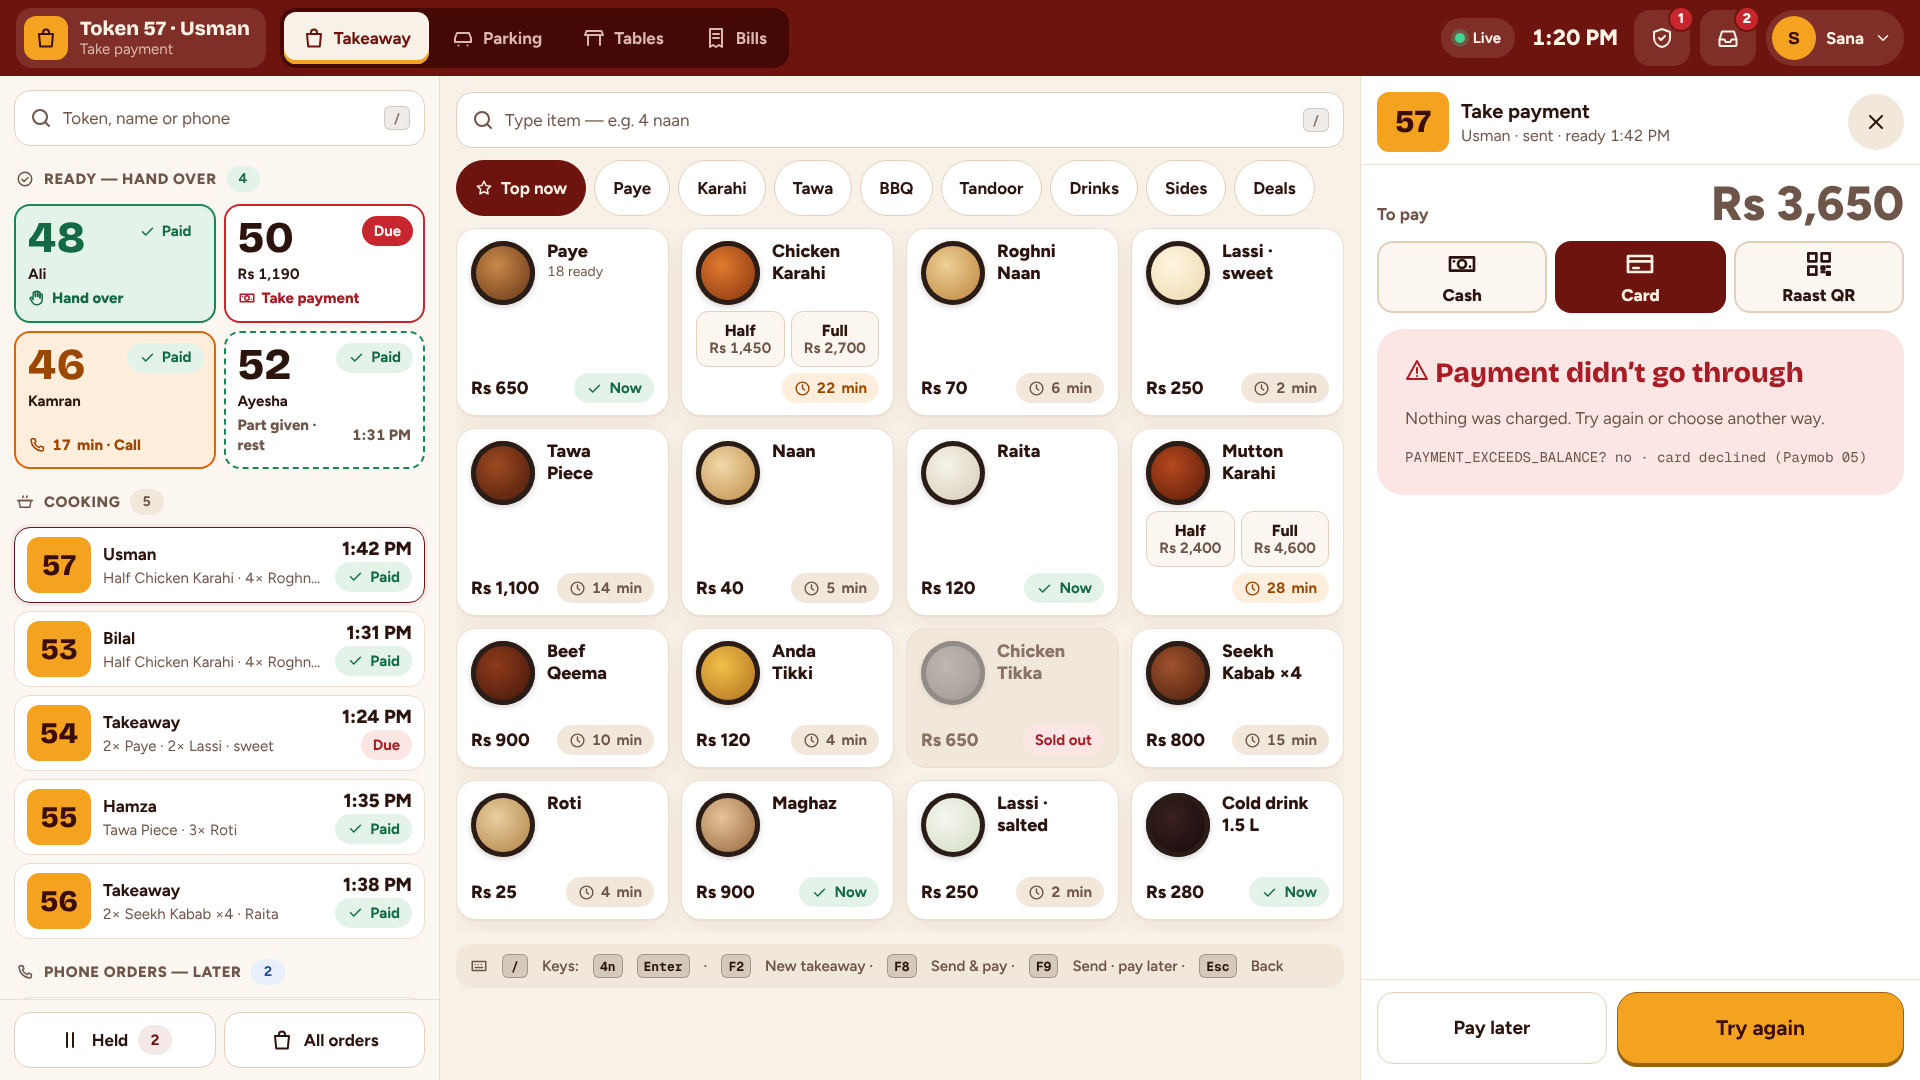 Token 57 · Usman
Take payment
Takeaway
Parking
Tables
Bills
Live
1:20 PM
1
2
S
Sana
Token, name or phone
/
READY — HAND OVER
4
48
Paid
Ali
Hand over
50
Due
Rs 1,190
Take payment
46
Paid
Kamran
17 min · Call
52
Paid
Ayesha
Part given ·
rest
1:31 PM
COOKING
5
57
Usman
Half Chicken Karahi · 4× Roghn...
1:42 PM
Paid
53
Bilal
Half Chicken Karahi · 4× Roghn...
1:31 PM
Paid
54
Takeaway
2× Paye · 2× Lassi · sweet
1:24 PM
Due
55
Hamza
Tawa Piece · 3× Roti
1:35 PM
Paid
56
Takeaway
2× Seekh Kabab ×4 · Raita
1:38 PM
Paid
PHONE ORDERS — LATER
2
Held
2
All orders
Type item — e.g. 4 naan
/
Top now
Paye
Karahi
Tawa
BBQ
Tandoor
Drinks
Sides
Deals
Paye
18 ready
Rs 650
Now
Chicken
Karahi
Half
Rs 1,450
Full
Rs 2,700
22 min
Roghni
Naan
Rs 70
6 min
Lassi ·
sweet
Rs 250
2 min
Tawa
Piece
Rs 1,100
14 min
Naan
Rs 40
5 min
Raita
Rs 120
Now
Mutton
Karahi
Half
Rs 2,400
Full
Rs 4,600
28 min
Beef
Qeema
Rs 900
10 min
Anda
Tikki
Rs 120
4 min
Chicken
Tikka
Rs 650
Sold out
Seekh
Kabab ×4
Rs 800
15 min
Roti
Rs 25
4 min
Maghaz
Rs 900
Now
Lassi ·
salted
Rs 250
2 min
Cold drink
1.5 L
Rs 280
Now
/ Keys: 4n Enter · F2 New takeaway · F8 Send & pay · F9 Send · pay later · Esc Back
57
Take payment
Usman · sent · ready 1:42 PM
To pay
Rs 3,650
Cash
Card
Raast QR
Payment didn't go through
Nothing was charged. Try again or choose another way.
PAYMENT_EXCEEDS_BALANCE? no · card declined (Paymob 05)
Pay later
Try again